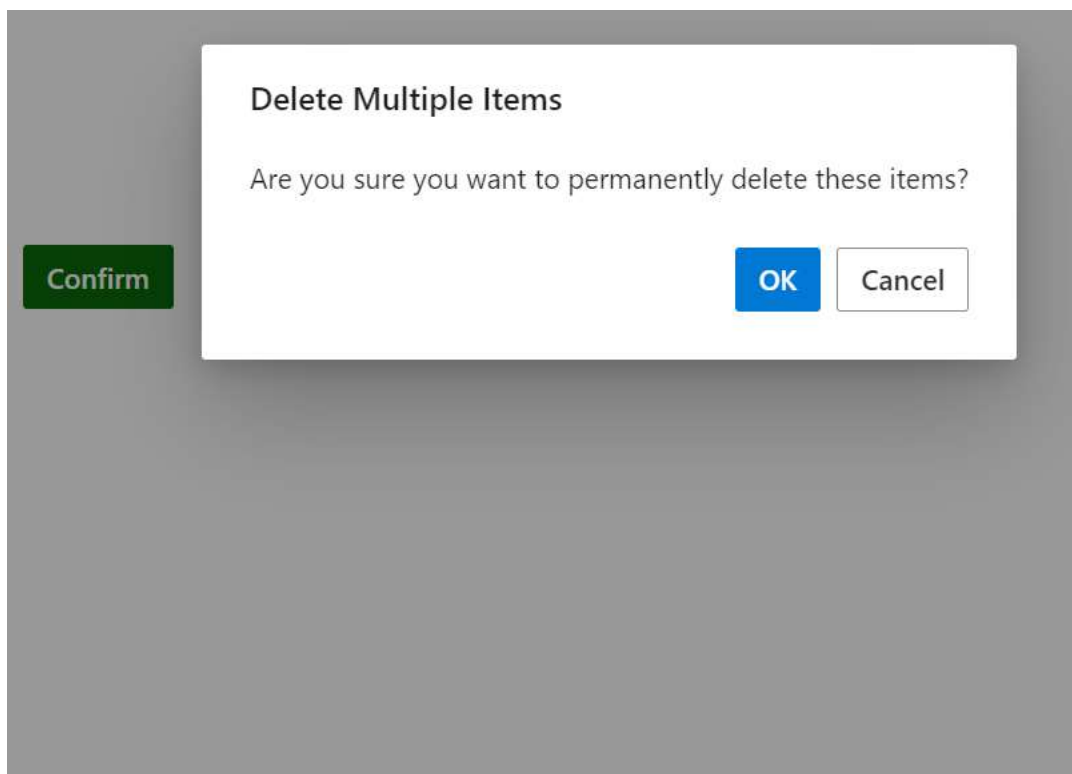 Delete Multiple Items
Are you sure you want to permanently delete these items?
Confirm
OK
Cancel